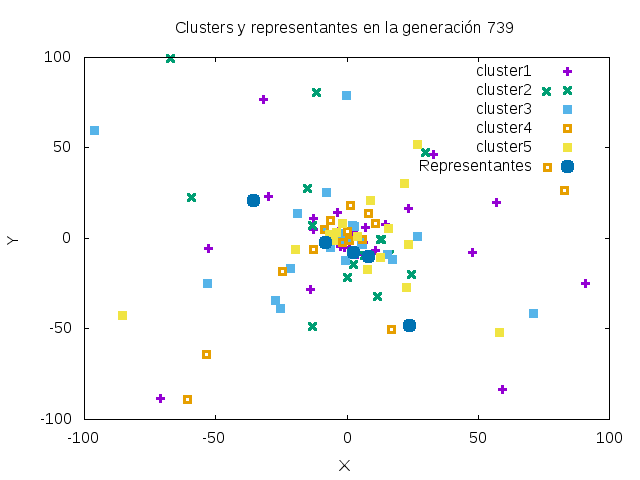 Clusters y representantes en la generación 739
100
50
0
-50
-100
Y
cluster1
cluster2
cluster3
cluster4
cluster5
Representantes
-100 -50 0 50 100
X